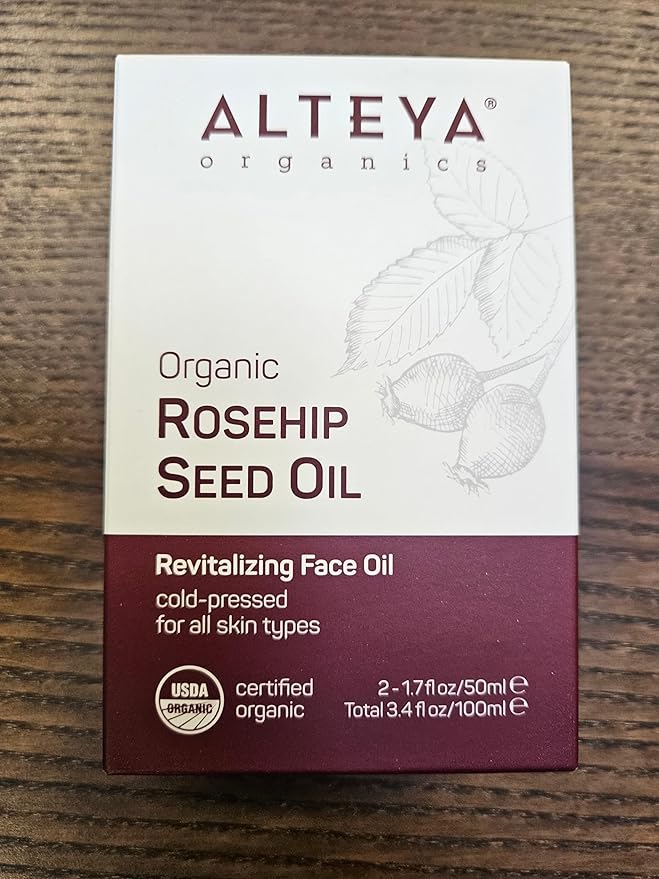 ALTEYA®
organics
Organic
ROSEHIP
SEED OIL
Revitalizing Face Oil
cold-pressed
for all skin types
USDA
ORGANIC
certified
organic
2 - 1.7 fl oz/50ml ℮
Total 3.4 fl oz/100ml ℮